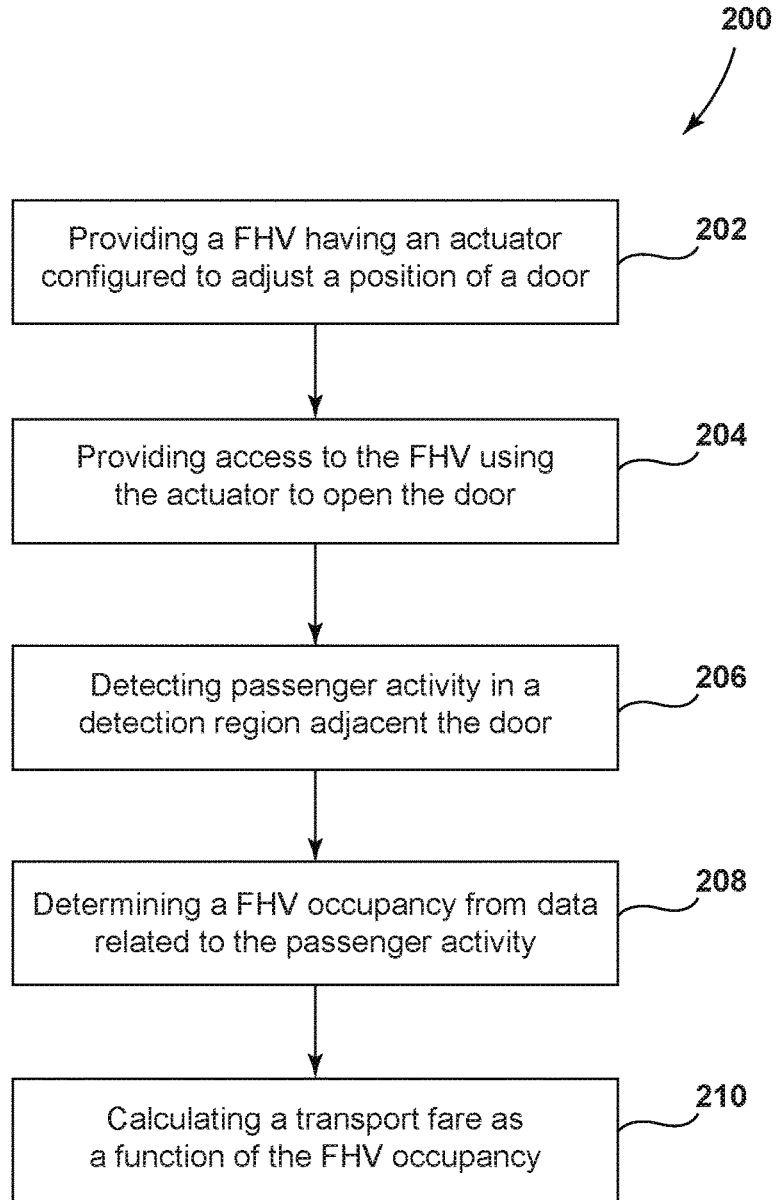 200
Providing a FHV having an actuator
configured to adjust a position of a door
202
Providing access to the FHV using
the actuator to open the door
204
Detecting passenger activity in a
detection region adjacent the door
206
Determining a FHV occupancy from data
related to the passenger activity
208
Calculating a transport fare as
a function of the FHV occupancy
210